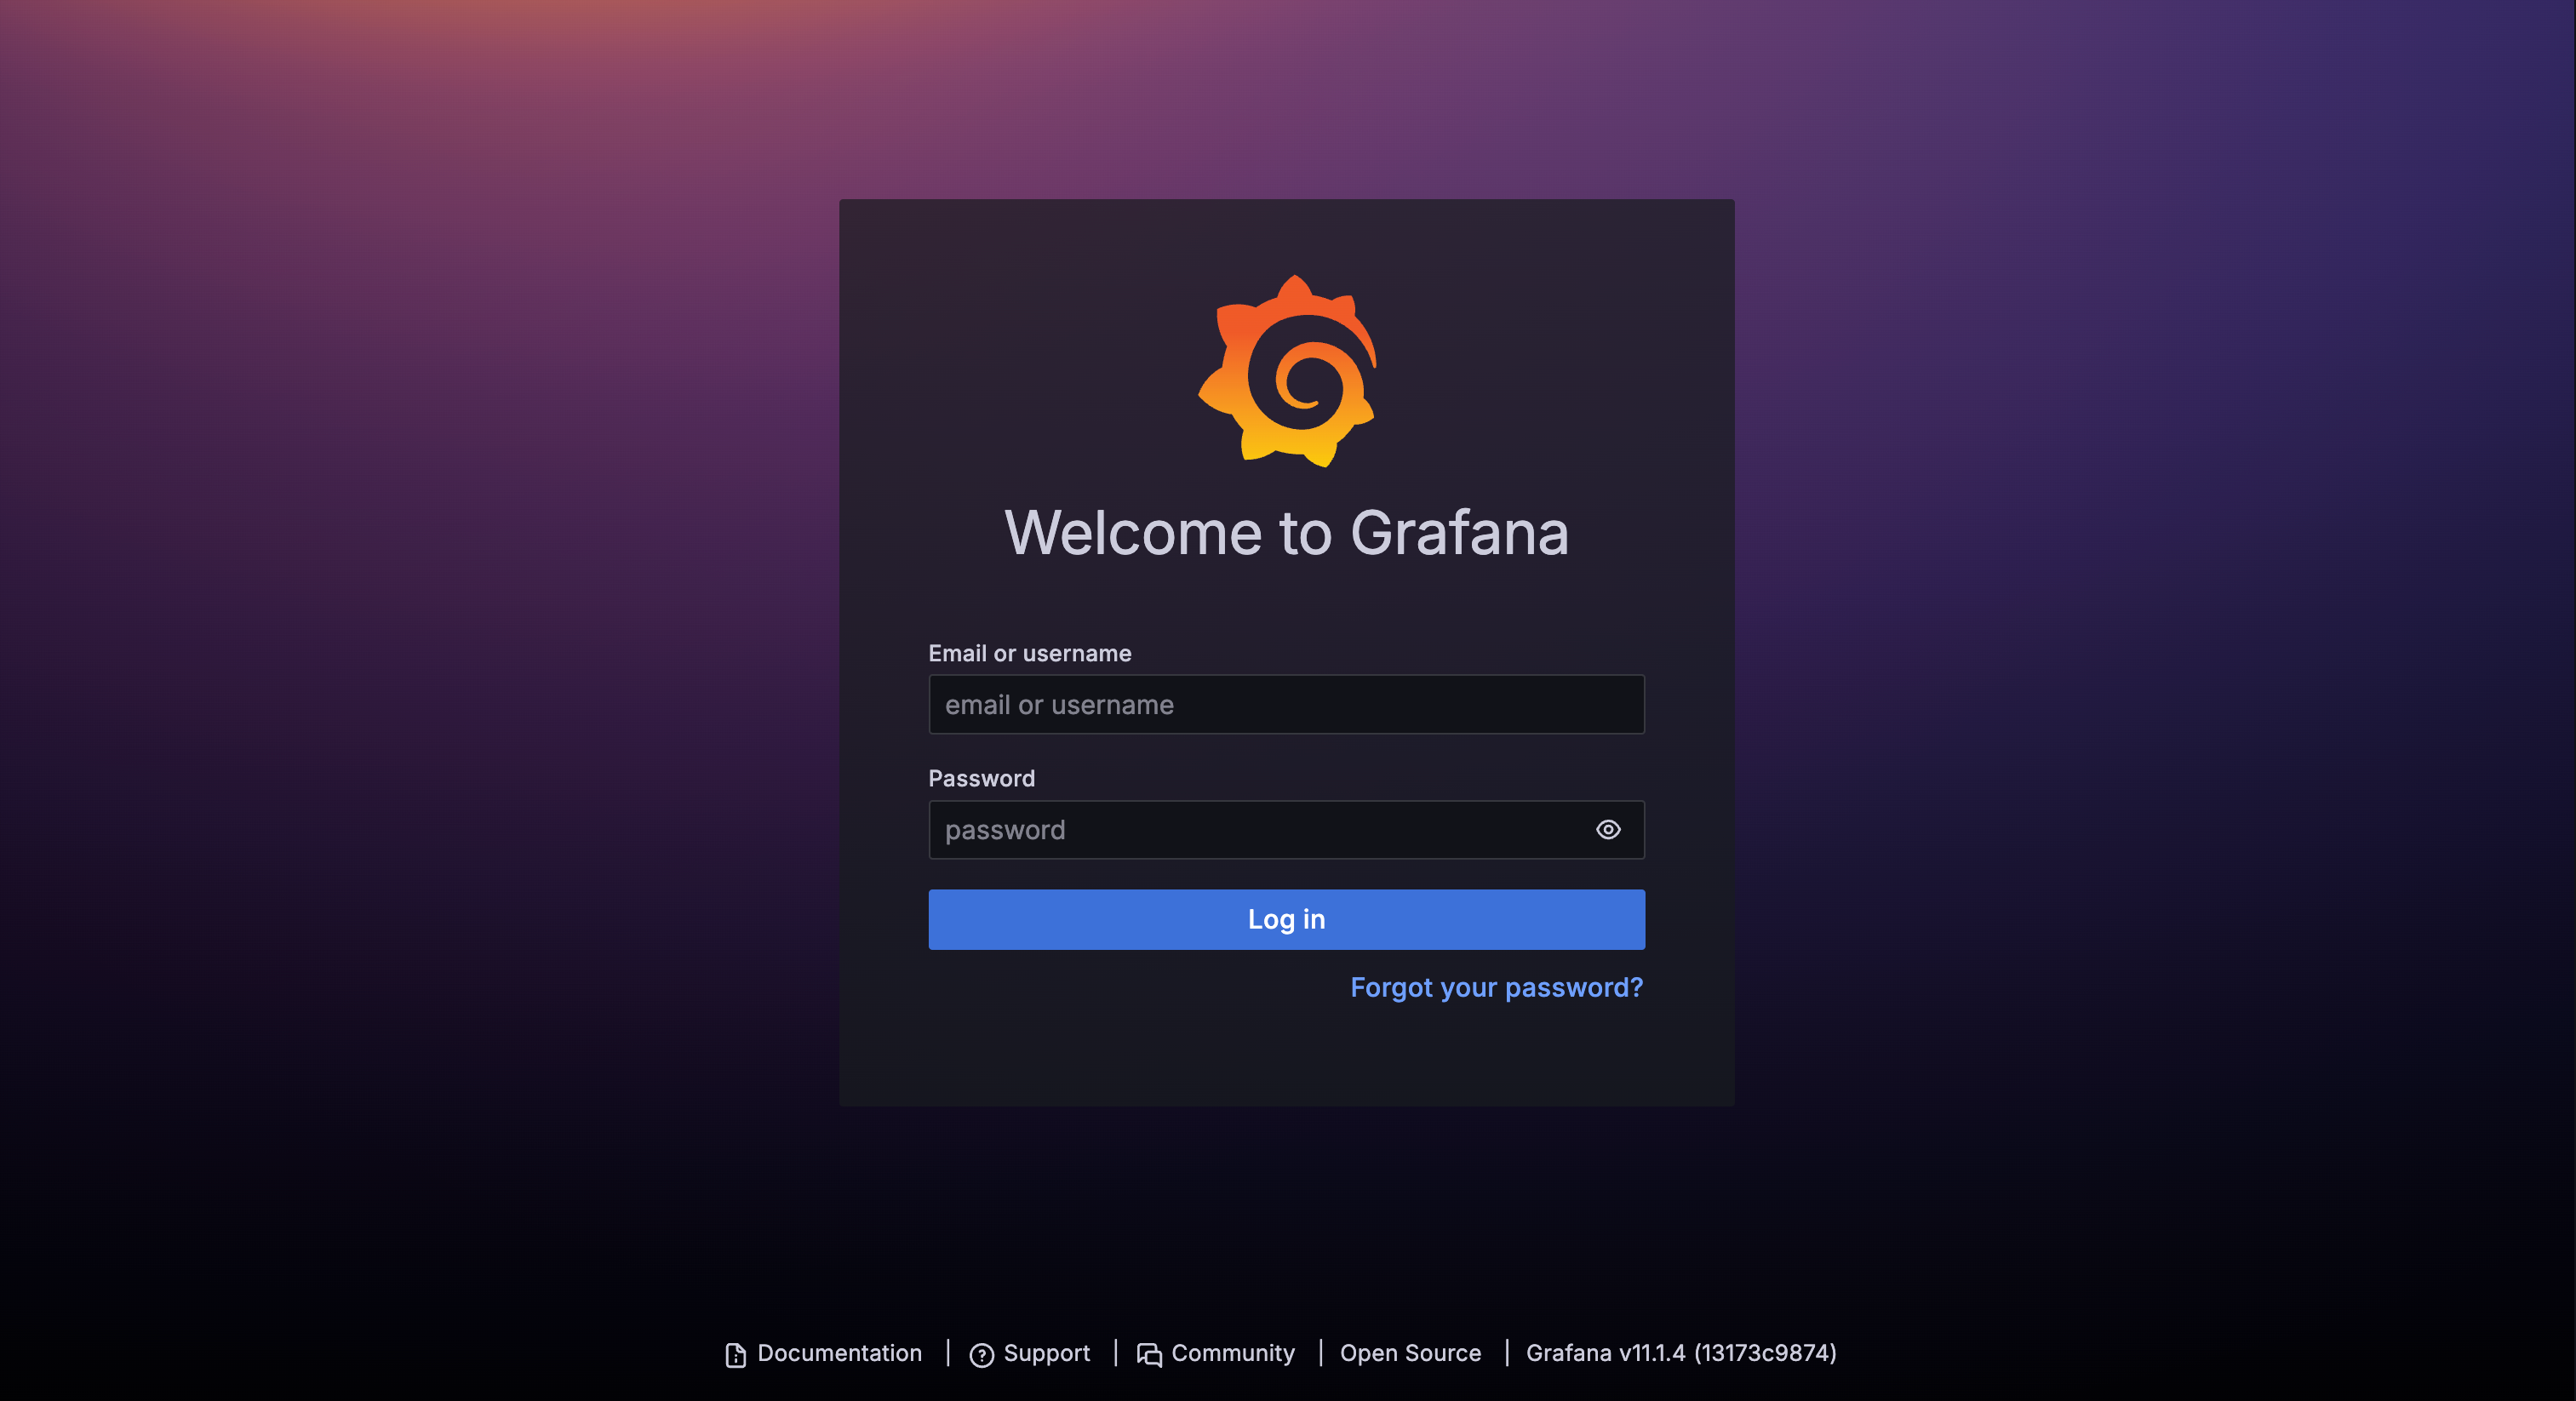 Welcome to Grafana
Email or username
email or username
Password
password
Log in
Forgot your password?
Documentation | Support | Community | Open Source | Grafana v11.1.4 (13173c9874)